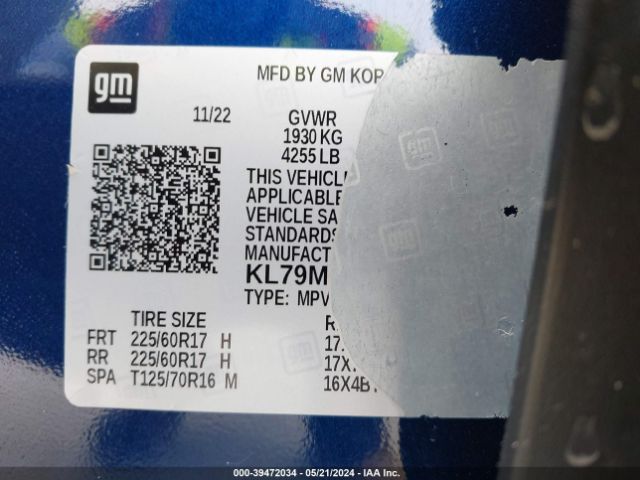 gm
MFD BY GM KOR
11/22
GVWR
1930 KG
4255 LB
THIS VEHICL
APPLICABLE
VEHICLE SA
STANDARDS
MANUFACT
KL79M
TYPE: MPV
TIRE SIZE
FRT 225/60R17 H 17
RR 225/60R17 H 17X
SPA T125/70R16 M 16X4B
000-39472034 - 05/21/2024 - IAA Inc.